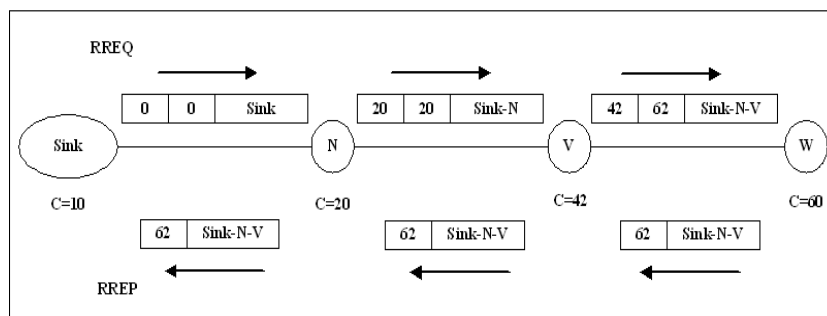 RREQ
0 0 Sink 20 20 Sink-N 42 62 Sink-N-V
Sink N V W
C=10 C=20 C=42 C=60
62 Sink-N-V 62 Sink-N-V 62 Sink-N-V
RREP